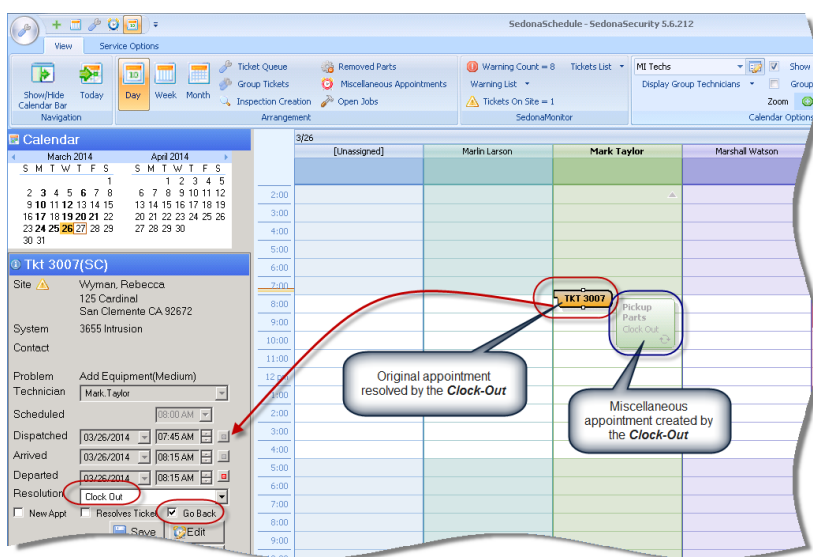 SedonaSchedule - SedonaSecurity 5.6.212
View Service Options
Show/Hide
Calendar Bar
Today
Navigation
Day
Week
Month
Ticket Queue
Group Tickets
Inspection Creation
Removed Parts
Miscellaneous Appointments
Open Jobs
Arrangement
Warning Count = 8
Warning List
Tickets On Site = 1
Tickets List
SedonaMonitor
MI Techs
Display Group Technicians
Show
Group
Zoom
Calendar Options
Calendar
March 2014 April 2014
S M T W T F S S M T W T F S
1 1 2 3 4 5
2 3 4 5 6 7 8 6 7 8 9 10 11 12
9 10 11 12 13 14 15 13 14 15 16 17 18 19
16 17 18 19 20 21 22 20 21 22 23 24 25 26
23 24 25 26 27 28 29 27 28 29 30
30 31
Tkt 3007(SC)
Site Wyman, Rebecca
125 Cardinal
San Clemente CA 92672
System 3655 Intrusion
Contact
Problem Add Equipment(Medium)
Technician Mark,Taylor
Scheduled 08:00 AM
Dispatched 03/26/2014 07:45 AM
Arrived 03/26/2014 08:15 AM
Departed 03/26/2014 08:15 AM
Resolution Clock Out
New Appt Resolves Ticket Go Back
Save Edit
3/26
[Unassigned] Marlin Larson Mark Taylor Marshall Watson
2:00
3:00
4:00
5:00
6:00
7:00
8:00
9:00
10:00
11:00
12 pm
1:00
2:00
3:00
4:00
5:00
6:00
7:00
8:00
9:00
TKT 3007
Pickup
Parts
Clock Out
Original appointment
resolved by the Clock-Out
Miscellaneous
appointment created by
the Clock-Out